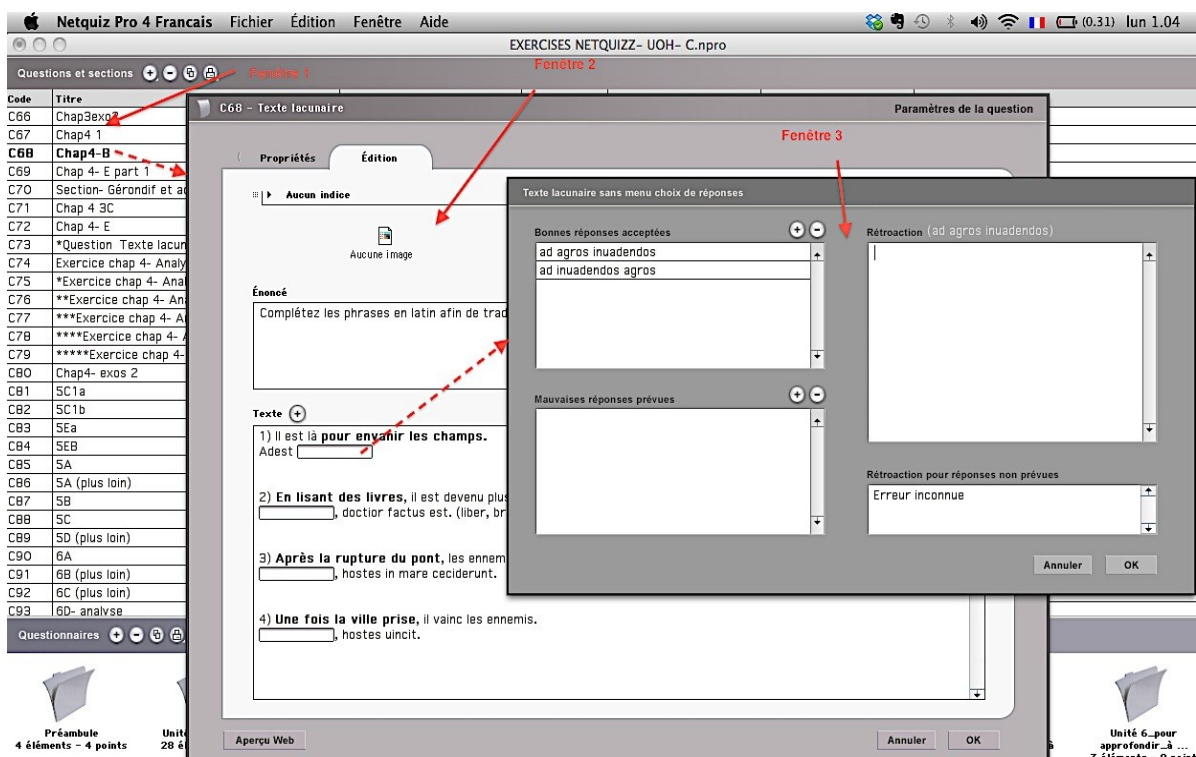 Netquiz Pro 4 Francais Fichier Édition Fenêtre Aide (0.31) lun 1.04
EXERCISES NETQUIZZ- UOH- C.npro
Questions et sections
Fenêtre 1
Fenêtre 2
Code Titre
C66 Chap3exo2
C67 Chap4 1
C68 Chap4-B
C69 Chap 4- E part 1
C70 Section- Gérondif et a
C71 Chap 4 3C
C72 Chap 4- E
C73 *Question Texte lacun
C74 Exercice chap 4- Analy
C75 *Exercice chap 4- Anal
C76 **Exercice chap 4- An
C77 ***Exercice chap 4- A
C78 ****Exercice chap 4- A
C79 *****Exercice chap 4-
C80 Chap4- exos 2
C81 5C1a
C82 5C1b
C83 5Ea
C84 5EB
C85 5A
C86 5A (plus loin)
C87 5B
C88 5C
C89 5D (plus loin)
C90 6A
C91 6B (plus loin)
C92 6C (plus loin)
C93 6D- analyse
C68 - Texte lacunaire
Paramètres de la question
Propriétés Édition
Aucun indice
Aucune image
Énoncé
Complétez les phrases en latin afin de trad
Texte
1) Il est là pour envahir les champs.
Adest
2) En lisant des livres, il est devenu plus
, doctior factus est. (liber, br
3) Après la rupture du pont, les ennem
, hostes in mare ceciderunt.
4) Une fois la ville prise, il vainc les ennemis.
, hostes uincit.
Aperçu Web
Annuler OK
Fenêtre 3
Texte lacunaire sans menu choix de réponses
Bonnes réponses acceptées
ad agros inuadendos
ad inuadendos agros
Mauvaises réponses prévues
Rétroaction (ad agros inuadendos)
Rétroaction pour réponses non prévues
Erreur inconnue
Annuler OK
Questionnaires
Préambule
4 éléments - 4 points
Unité
28 él
Unité 6_pour
approfondir_à ...